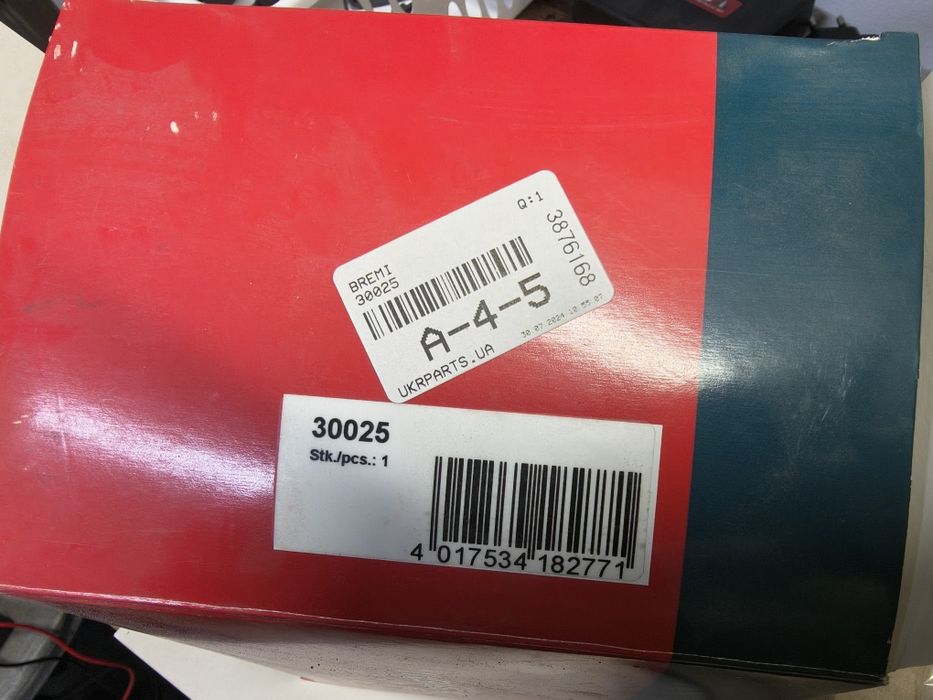 Q:1
3876168
BREMI
30025
A-4-5
30 07 2024 10:55:07
UKRPARTS.UA
30025
Stk./pcs.: 1
4 017534 182771